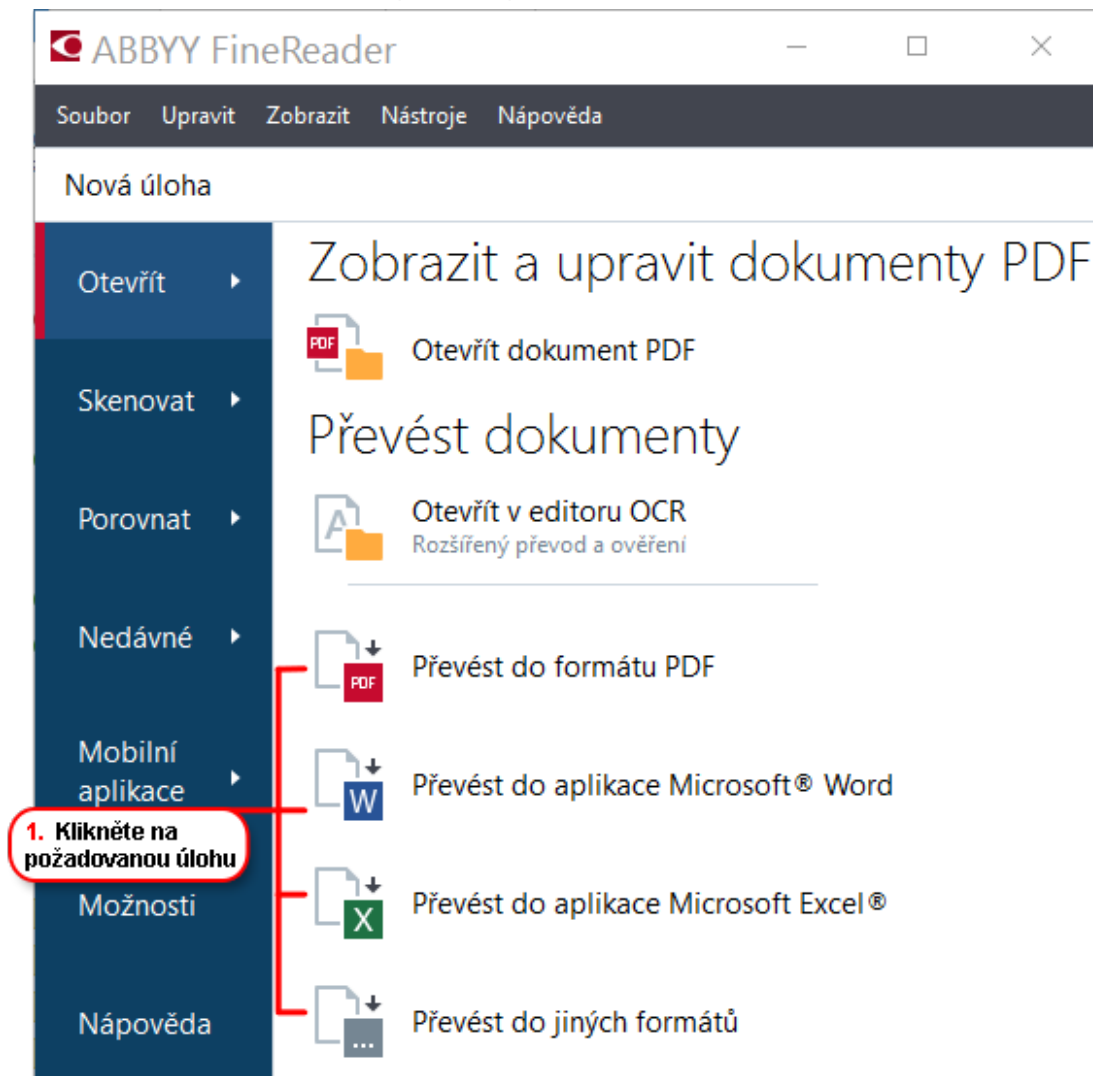 ABBYY FineReader
Soubor Upravit Zobrazit Nástroje Nápověda
Nová úloha
Otevřít
Skenovat
Porovnat
Nedávné
Mobilní
aplikace
1. Klikněte na
požadovanou úlohu
Možnosti
Nápověda
Zobrazit a upravit dokumenty PDF
PDF
Otevřít dokument PDF
Převést dokumenty
A
Otevřít v editoru OCR
Rozšířený převod a ověření
PDF
Převést do formátu PDF
W
Převést do aplikace Microsoft® Word
X
Převést do aplikace Microsoft Excel®
...
Převést do jiných formátů